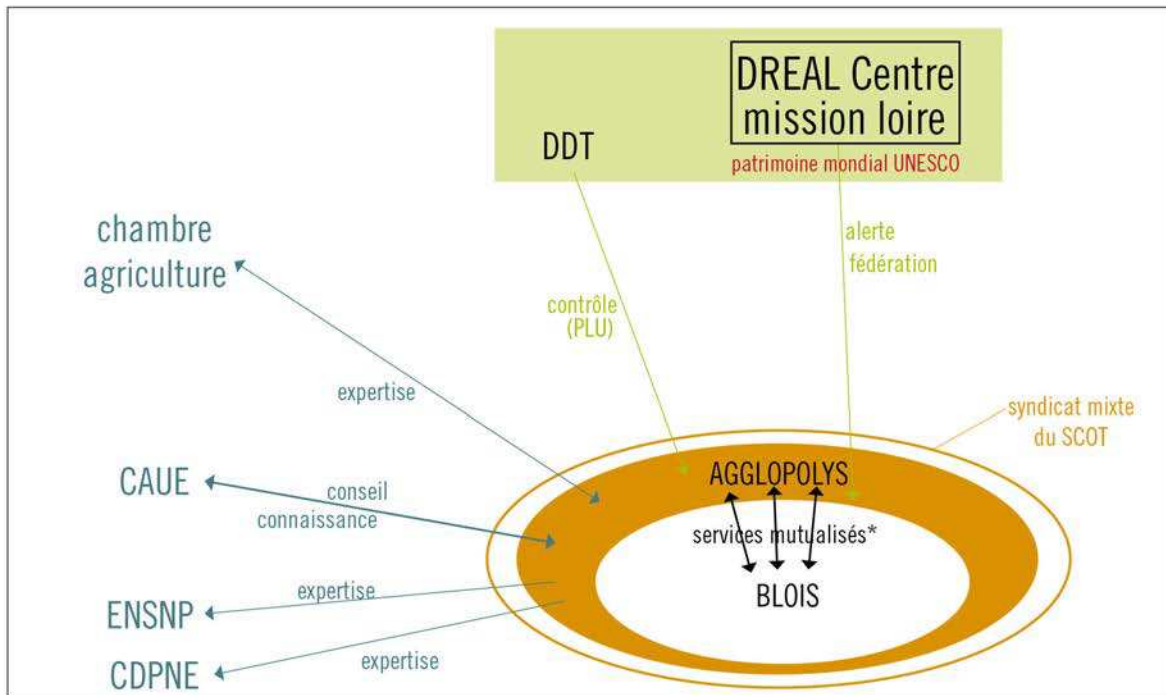 DREAL Centre
mission loire
DDT
patrimoine mondial UNESCO
chambre
agriculture
alerte
fédération
contrôle
(PLU)
expertise
syndicat mixte
du SCOT
CAUE
conseil
connaissance
AGGLOPOLYS
services mutualisés*
BLOIS
ENSNP
expertise
CDPNE
expertise